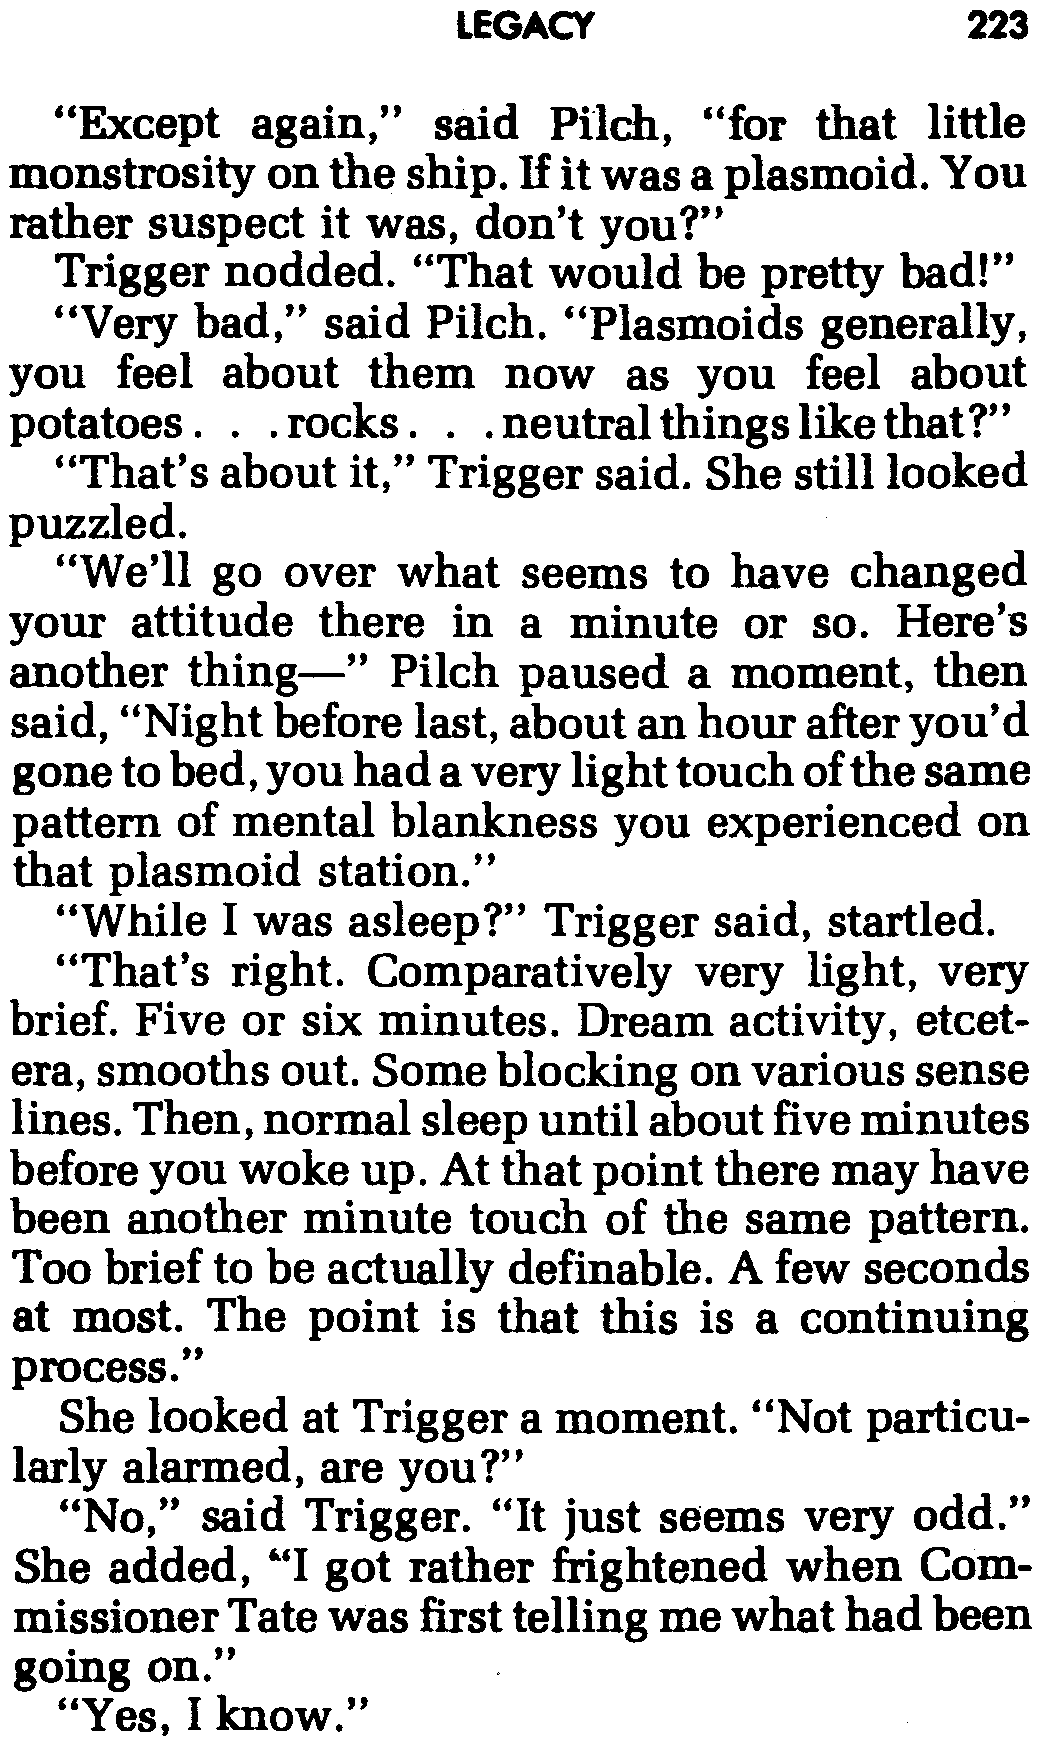 LEGACY 223
“Except again,” said Pilch, “for that little
monstrosity on the ship. If it was a plasmoid. You
rather suspect it was, don't you?”
Trigger nodded. “That would be pretty bad!”
“Very bad,” said Pilch. “Plasmoids generally,
you feel about them now as you feel about
potatoes . . . rocks . . . neutral things like that?”
“That's about it,” Trigger said. She still looked
puzzled.
“We'll go over what seems to have changed
your attitude there in a minute or so. Here's
another thing—” Pilch paused a moment, then
said, “Night before last, about an hour after you'd
gone to bed, you had a very light touch of the same
pattern of mental blankness you experienced on
that plasmoid station.”
“While I was asleep?” Trigger said, startled.
“That's right. Comparatively very light, very
brief. Five or six minutes. Dream activity, etcet-
era, smooths out. Some blocking on various sense
lines. Then, normal sleep until about five minutes
before you woke up. At that point there may have
been another minute touch of the same pattern.
Too brief to be actually definable. A few seconds
at most. The point is that this is a continuing
process.”
She looked at Trigger a moment. “Not particu-
larly alarmed, are you?”
“No,” said Trigger. “It just seems very odd.”
She added, “I got rather frightened when Com-
missioner Tate was first telling me what had been
going on.”
“Yes, I know.”